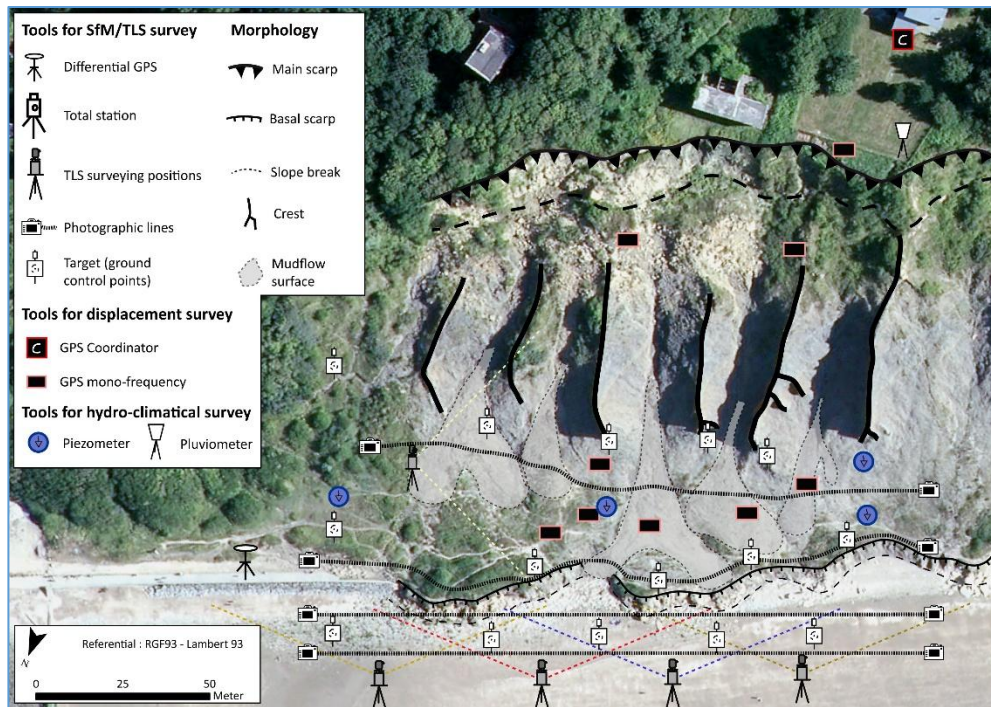 Tools for SfM/TLS survey
Differential GPS
Total station
TLS surveying positions
Photographic lines
Target (ground
control points)
Morphology
Main scarp
Basal scarp
Slope break
Crest
Mudflow
surface
Tools for displacement survey
C GPS Coordinator
GPS mono-frequency
Tools for hydro-climatical survey
Piezometer
Pluviometer
C
Referential : RGF93 - Lambert 93
N
0 25 50
Meter